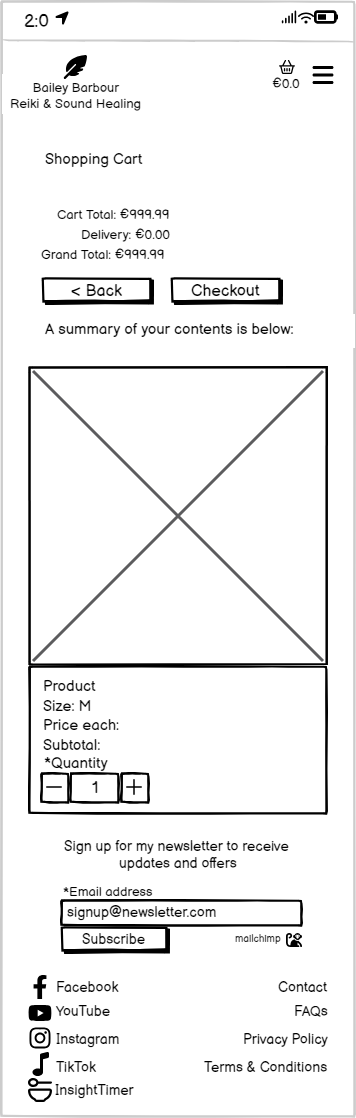 2:0
Bailey Barbour
Reiki & Sound Healing
€0.0
Shopping Cart
Cart Total: €999.99
Delivery: €0.00
Grand Total: €999.99
< Back
Checkout
A summary of your contents is below:
Product
Size: M
Price each:
Subtotal:
*Quantity
— 1 +
Sign up for my newsletter to receive
updates and offers
*Email address
signup@newsletter.com
Subscribe
mailchimp
Facebook
Contact
YouTube
FAQs
Instagram
Privacy Policy
TikTok
Terms & Conditions
InsightTimer